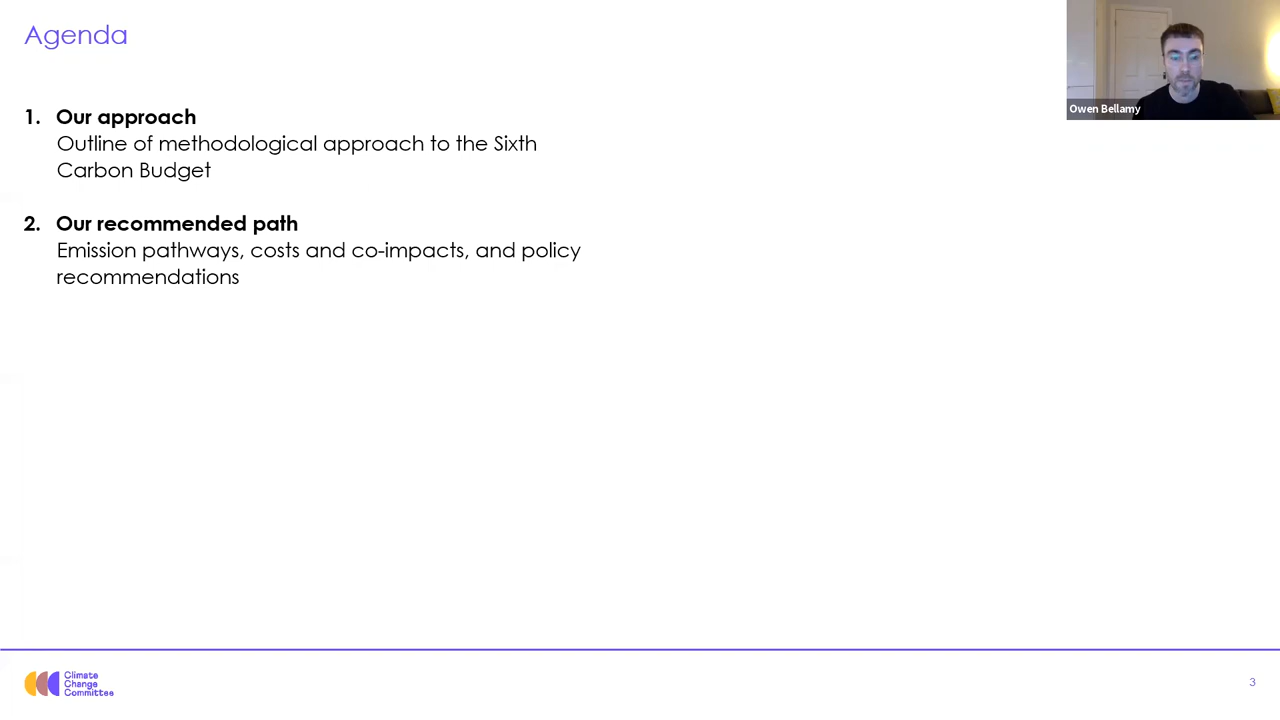 Agenda
Owen Bellamy
1. Our approach
Outline of methodological approach to the Sixth
Carbon Budget
2. Our recommended path
Emission pathways, costs and co-impacts, and policy
recommendations
Climate
Change
Committee
3